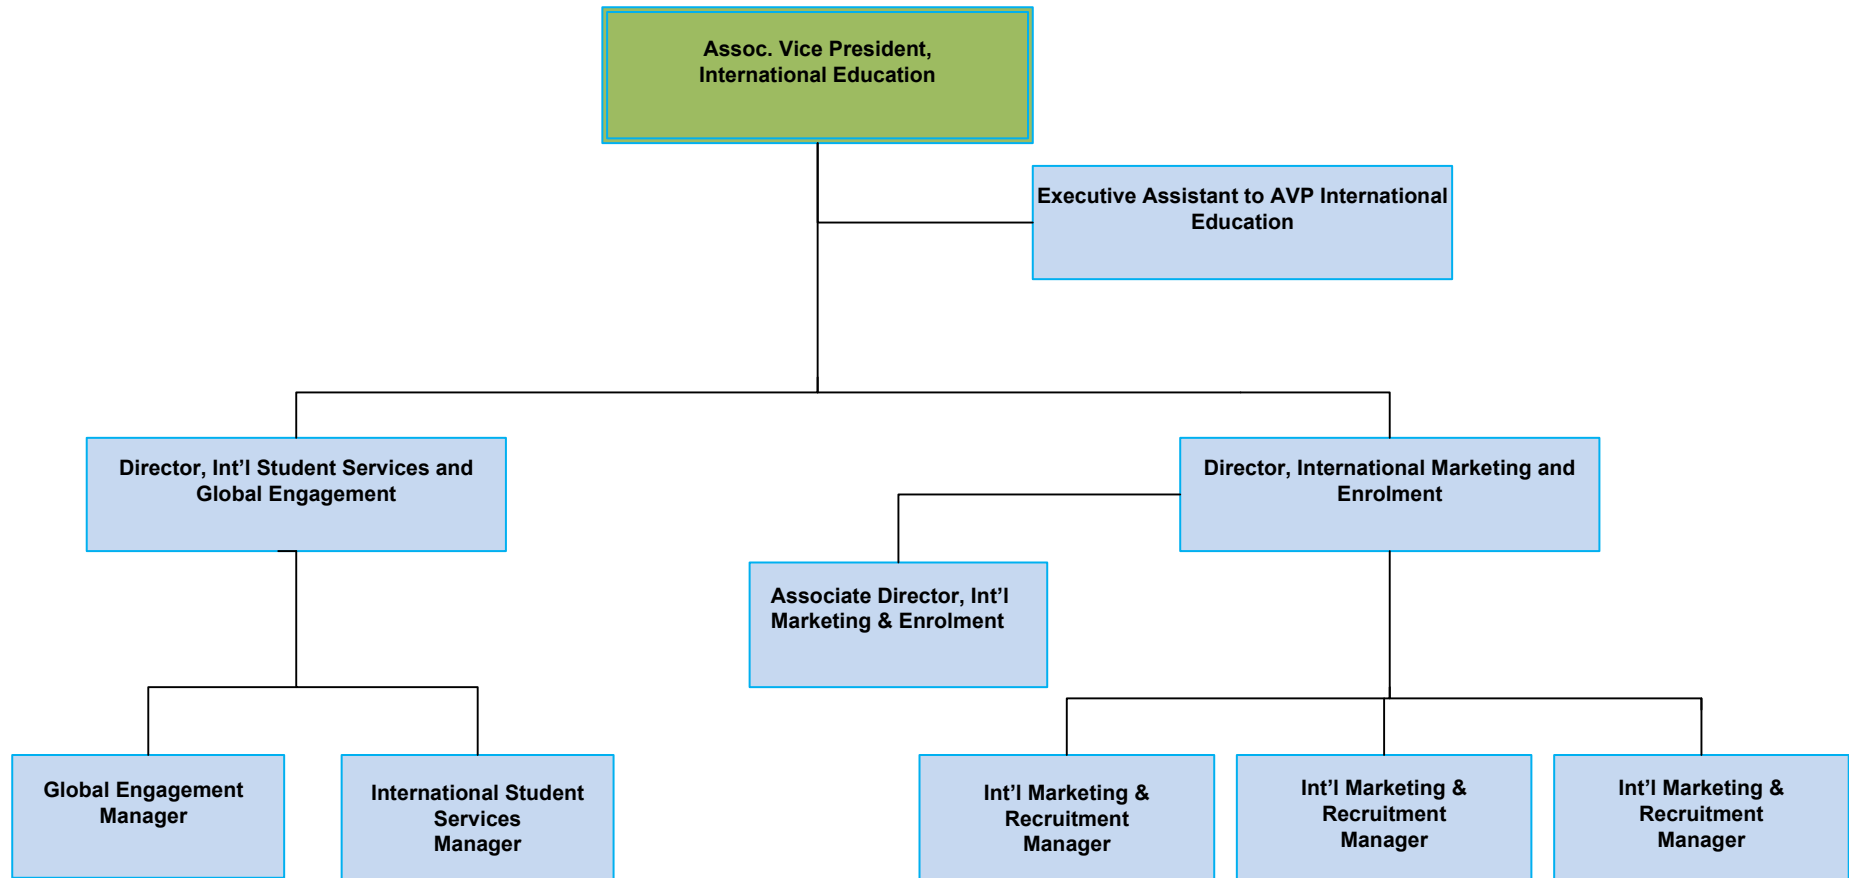 Assoc. Vice President,
International Education
Executive Assistant to AVP International
Education
Director, Int’l Student Services and
Global Engagement
Director, International Marketing and
Enrolment
Associate Director, Int’l
Marketing & Enrolment
Global Engagement
Manager
International Student
Services
Manager
Int’l Marketing &
Recruitment
Manager
Int’l Marketing &
Recruitment
Manager
Int’l Marketing &
Recruitment
Manager